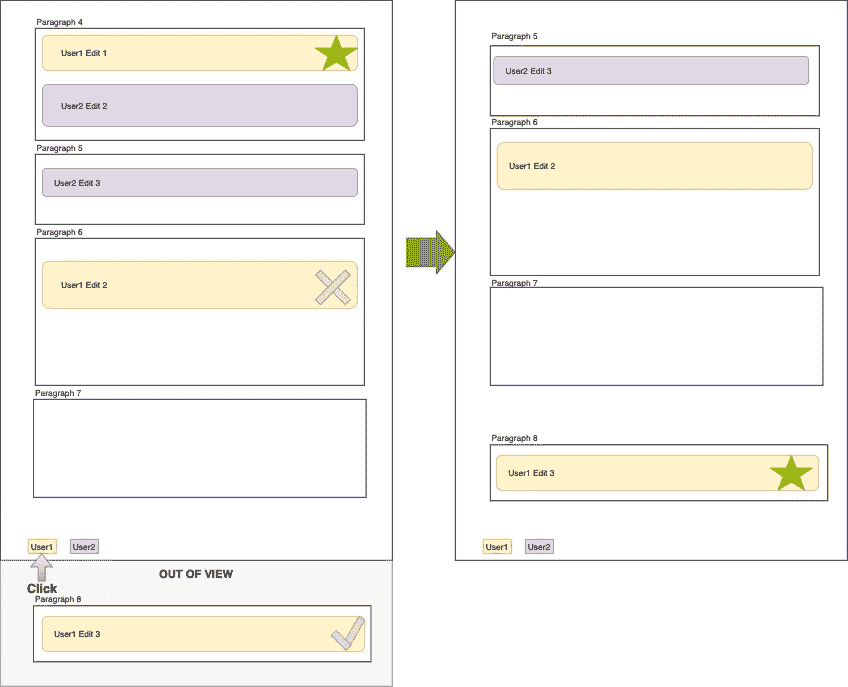 Paragraph 4
User1 Edit 1
User2 Edit 2
Paragraph 5
User2 Edit 3
Paragraph 6
User1 Edit 2
Paragraph 7
User1
User2
Click
OUT OF VIEW
Paragraph 8
User1 Edit 3
Paragraph 5
User2 Edit 3
Paragraph 6
User1 Edit 2
Paragraph 7
Paragraph 8
User1 Edit 3
User1
User2